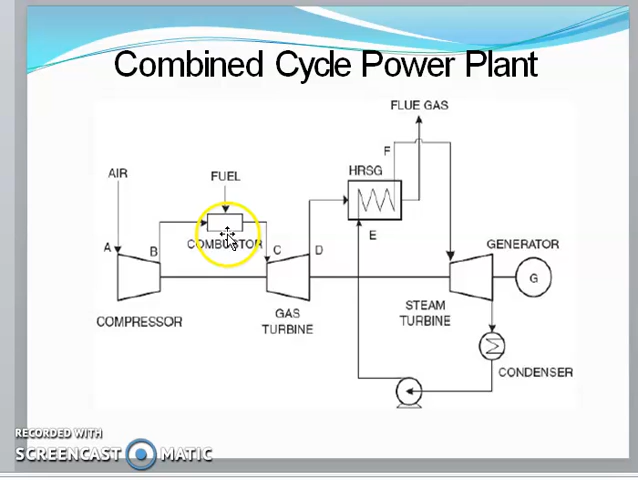 Combined Cycle Power Plant
FLUE GAS
F
AIR
FUEL
HRSG
A
B
COMBUSTOR
C
D
E
GENERATOR
G
COMPRESSOR
GAS
TURBINE
STEAM
TURBINE
CONDENSER
RECORDED WITH
SCREENCAST MATIC